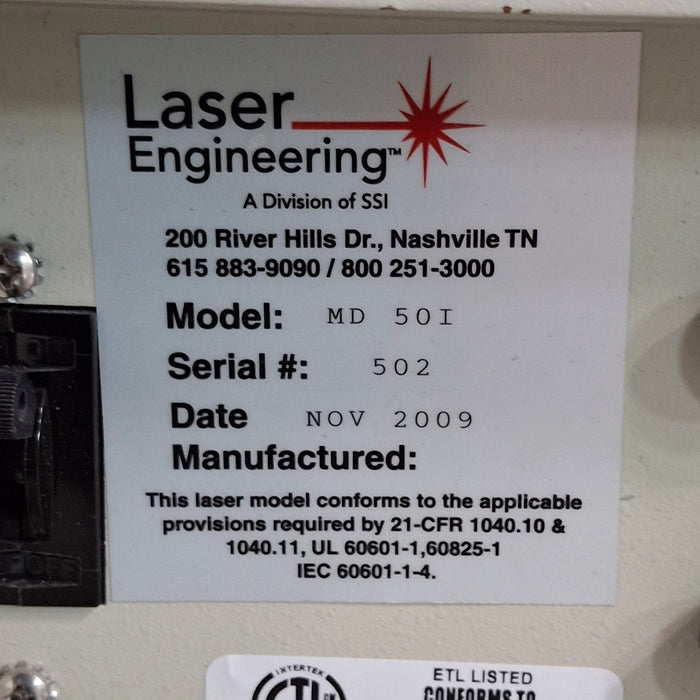 Laser
Engineering™
A Division of SSI
200 River Hills Dr., Nashville TN
615 883-9090 / 800 251-3000
Model: MD 50I
Serial #: 502
Date NOV 2009
Manufactured:
This laser model conforms to the applicable
provisions required by 21-CFR 1040.10 &
1040.11, UL 60601-1,60825-1
IEC 60601-1-4.
OFF
INTERTEK
ETL LISTED
CONFORMS TO